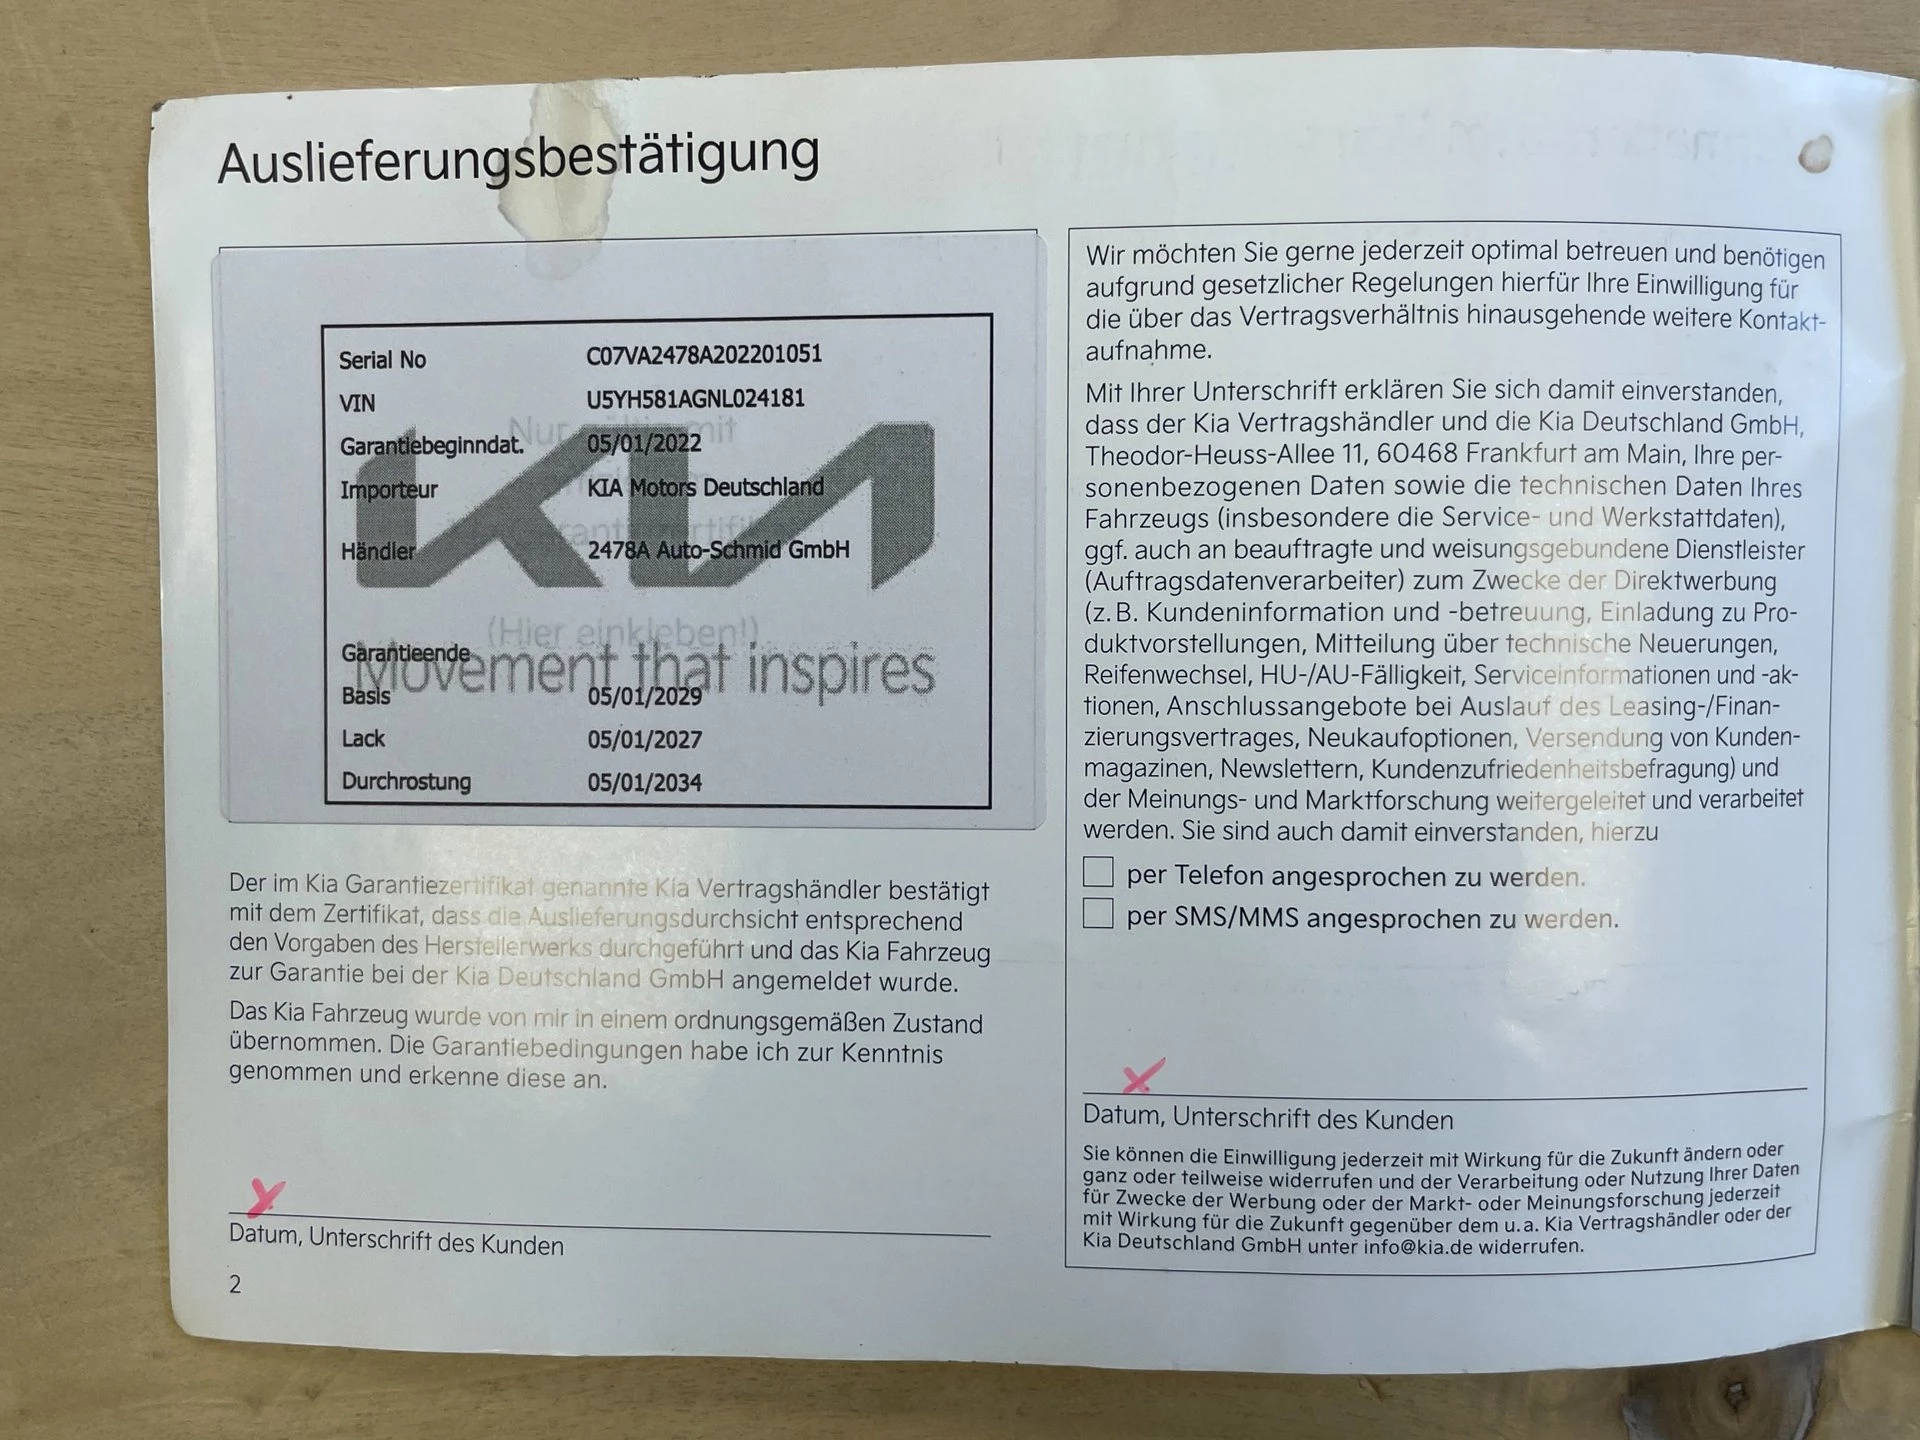 Auslieferungsbestätigung
Serial No C07VA2478A202201051
VIN U5YH581AGNL024181
Nur gültig mit
Garantiebeginndat. 05/01/2022
Importeur KIA Motors Deutschland
KIA
Händler 2478A Auto-Schmid GmbH
(Hier einkleben!)
Garantieende
Movement that inspires
Basis 05/01/2029
Lack 05/01/2027
Durchrostung 05/01/2034
Der im Kia Garantiezertifikat genannte Kia Vertragshändler bestätigt
mit dem Zertifikat, dass die Auslieferungsdurchsicht entsprechend
den Vorgaben des Herstellerwerks durchgeführt und das Kia Fahrzeug
zur Garantie bei der Kia Deutschland GmbH angemeldet wurde.
Das Kia Fahrzeug wurde von mir in einem ordnungsgemäßen Zustand
übernommen. Die Garantiebedingungen habe ich zur Kenntnis
genommen und erkenne diese an.
x
Datum, Unterschrift des Kunden
2
Wir möchten Sie gerne jederzeit optimal betreuen und benötigen
aufgrund gesetzlicher Regelungen hierfür Ihre Einwilligung für
die über das Vertragsverhältnis hinausgehende weitere Kontakt-
aufnahme.
Mit Ihrer Unterschrift erklären Sie sich damit einverstanden,
dass der Kia Vertragshändler und die Kia Deutschland GmbH,
Theodor-Heuss-Allee 11, 60468 Frankfurt am Main, Ihre per-
sonenbezogenen Daten sowie die technischen Daten Ihres
Fahrzeugs (insbesondere die Service- und Werkstattdaten),
ggf. auch an beauftragte und weisungsgebundene Dienstleister
(Auftragsdatenverarbeiter) zum Zwecke der Direktwerbung
(z. B. Kundeninformation und -betreuung, Einladung zu Pro-
duktvorstellungen, Mitteilung über technische Neuerungen,
Reifenwechsel, HU-/AU-Fälligkeit, Serviceinformationen und -ak-
tionen, Anschlussangebote bei Auslauf des Leasing-/Finan-
zierungsvertrages, Neukaufoptionen, Versendung von Kunden-
magazinen, Newslettern, Kundenzufriedenheitsbefragung) und
der Meinungs- und Marktforschung weitergeleitet und verarbeitet
werden. Sie sind auch damit einverstanden, hierzu
per Telefon angesprochen zu werden.
per SMS/MMS angesprochen zu werden.
x
Datum, Unterschrift des Kunden
Sie können die Einwilligung jederzeit mit Wirkung für die Zukunft ändern oder
ganz oder teilweise widerrufen und der Verarbeitung oder Nutzung Ihrer Daten
für Zwecke der Werbung oder der Markt- oder Meinungsforschung jederzeit
mit Wirkung für die Zukunft gegenüber dem u. a. Kia Vertragshändler oder der
Kia Deutschland GmbH unter info@kia.de widerrufen.